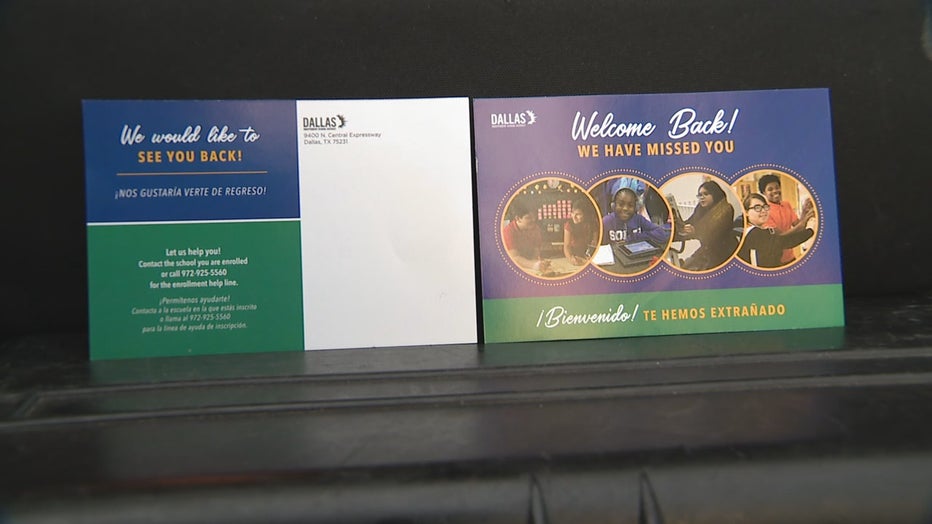 We would like to
SEE YOU BACK!
¡NOS GUSTARÍA VERTE DE REGRESO!
Let us help you!
Contact the school you are enrolled
or call 972-925-5560
for the enrollment help line.
¡Permítenos ayudarte!
Contacta a la escuela en la que estás inscrito
o llama al 972-925-5560
para la línea de ayuda de inscripción.
DALLAS
9400 N. Central Expressway
Dallas, TX 75231
DALLAS
Welcome Back!
WE HAVE MISSED YOU
¡Bienvenido! TE HEMOS EXTRAÑADO